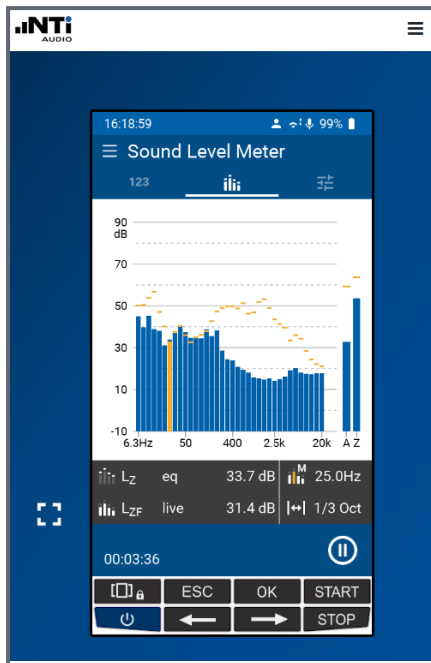 NTi
AUDIO
16:18:59 99%
Sound Level Meter
123
90
dB
70
50
30
10
-10
6.3Hz 50 400 2.5k 20k A Z
LZ eq 33.7 dB M 25.0Hz
LZF live 31.4 dB 1/3 Oct
00:03:36
ESC OK START
STOP